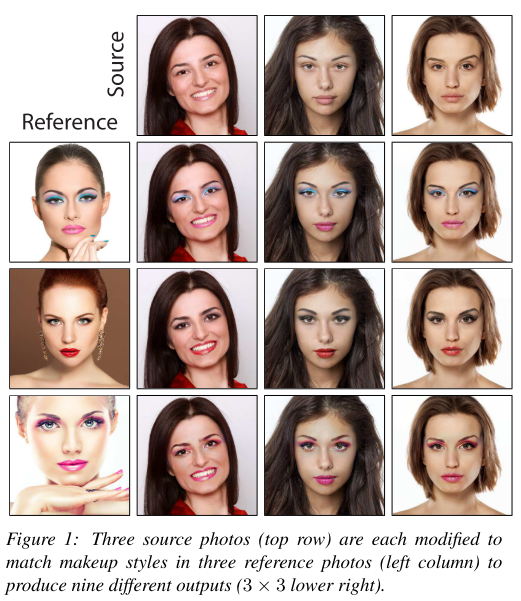 Source
Reference
Figure 1: Three source photos (top row) are each modified to
match makeup styles in three reference photos (left column) to
produce nine different outputs (3 × 3 lower right).